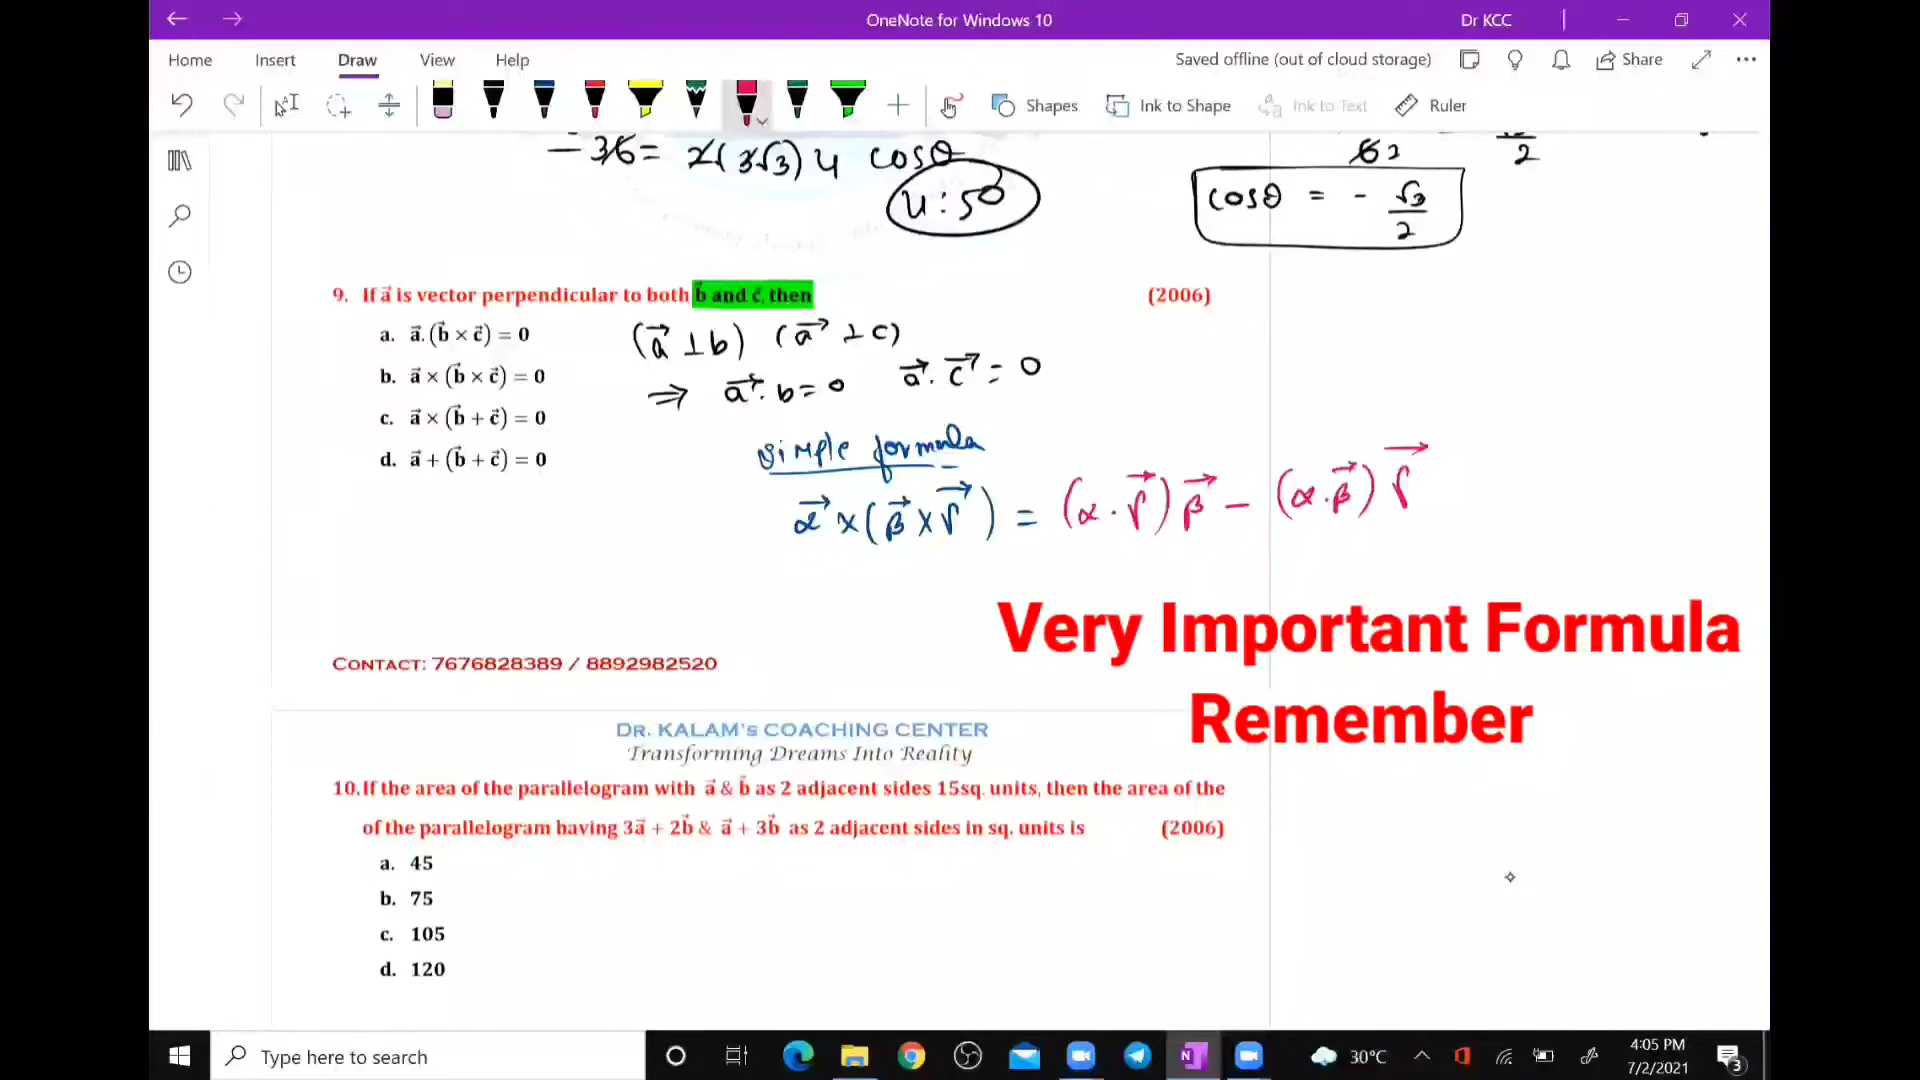 OneNote for Windows 10
Dr KCC
Home Insert Draw View Help
Saved offline (out of cloud storage)
Share
Shapes
Ink to Shape
Ink to Text
Ruler
- 36 = 2(3√3) 4 cosθ
4:50
62
2
cosθ = - √3/2
9. If a⃗ is vector perpendicular to both b⃗ and c⃗, then (2006)
a. a⃗.(b⃗ × c⃗) = 0
(a⃗ ⊥ b) (a⃗ ⊥ c)
b. a⃗ × (b⃗ × c⃗) = 0
⇒ a⃗. b = 0 a⃗. c⃗ = 0
c. a⃗ × (b⃗ + c⃗) = 0
simple formula
d. a⃗ + (b⃗ + c⃗) = 0
α⃗ × (β⃗ × γ⃗) = (α . γ⃗) β⃗ - (α . β⃗) γ⃗
Very Important Formula
Remember
CONTACT: 7676828389 / 8892982520
DR. KALAM's COACHING CENTER
Transforming Dreams Into Reality
10. If the area of the parallelogram with a⃗ & b⃗ as 2 adjacent sides 15sq. units, then the area of the
of the parallelogram having 3a⃗ + 2b⃗ & a⃗ + 3b⃗ as 2 adjacent sides in sq. units is (2006)
a. 45
b. 75
c. 105
d. 120
Type here to search
30°C
4:05 PM
7/2/2021
3